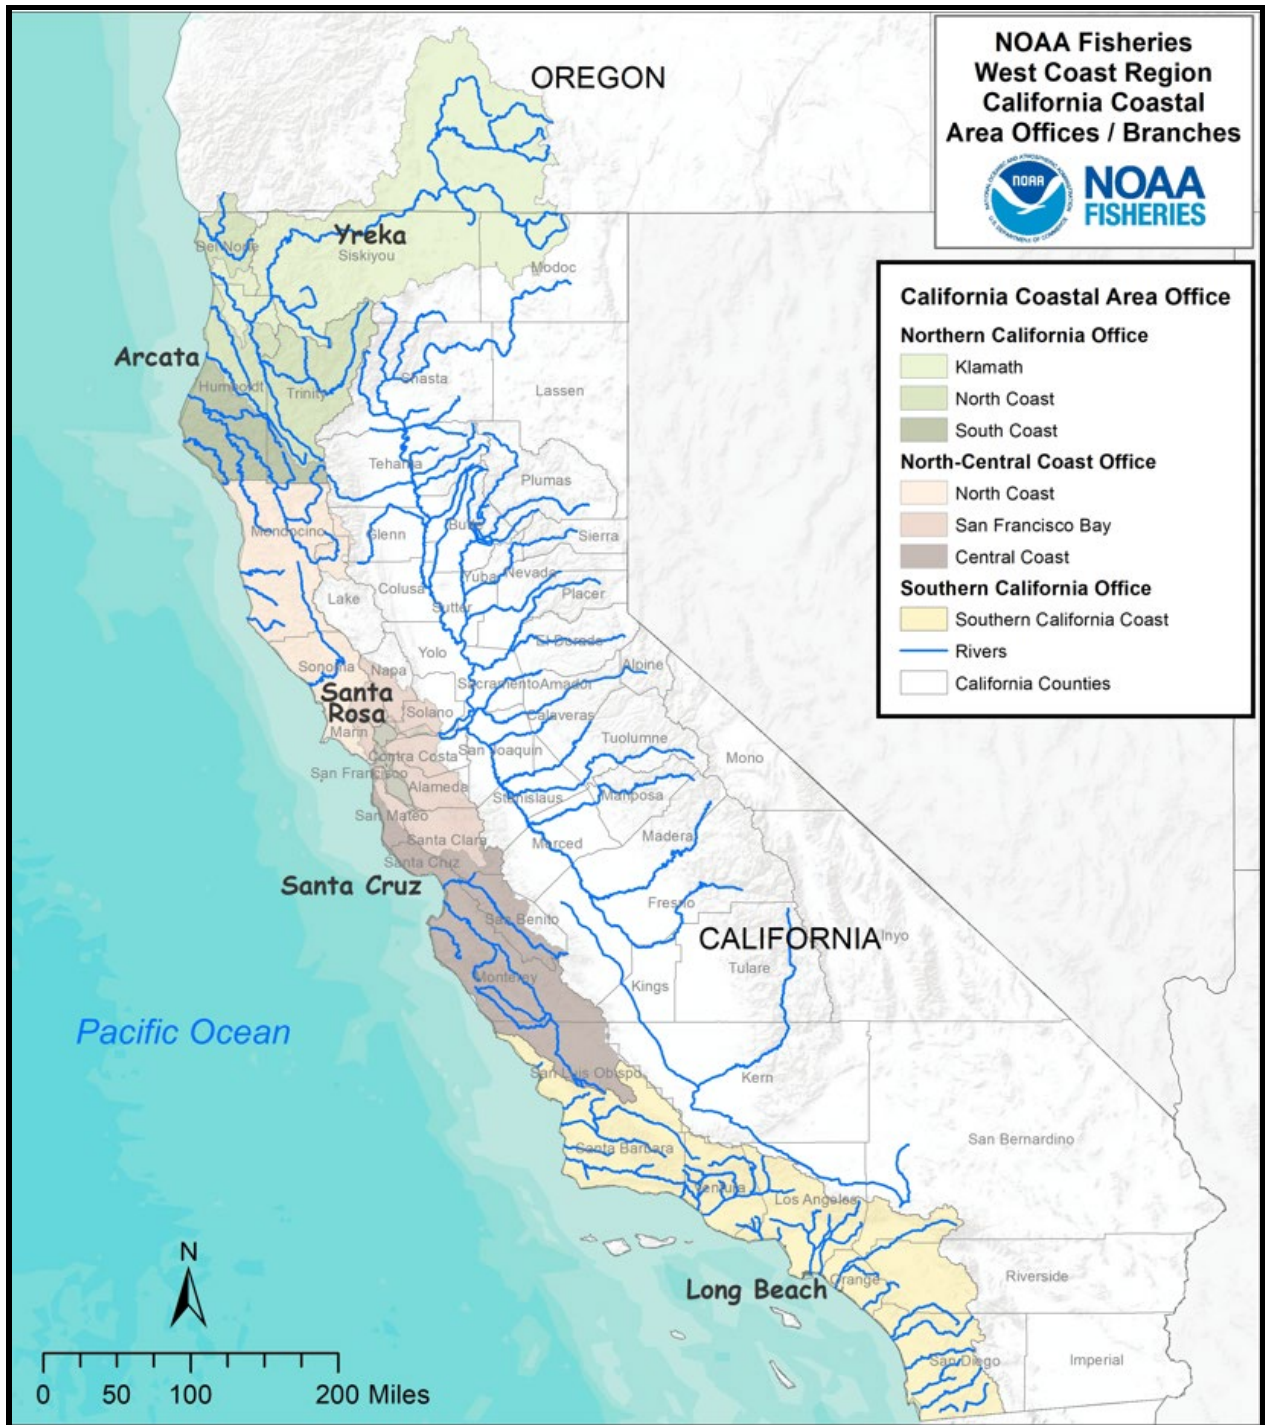 NOAA Fisheries
West Coast Region
California Coastal
Area Offices / Branches
NOAA
NOAA
FISHERIES
California Coastal Area Office
Northern California Office
Klamath
North Coast
South Coast
North-Central Coast Office
North Coast
San Francisco Bay
Central Coast
Southern California Office
Southern California Coast
Rivers
California Counties
OREGON
Yreka
Del Norte
Siskiyou
Modoc
Arcata
Humboldt
Trinity
Shasta
Lassen
Tehama
Plumas
Mendocino
Glenn
Butte
Sierra
Colusa
Yuba
Nevada
Lake
Sutter
Placer
El Dorado
Yolo
Sonoma
Napa
Alpine
Santa
Rosa
Sacramento
Amador
Solano
Calaveras
Marin
Contra Costa
San Joaquin
Tuolumne
Mono
San Francisco
Alameda
Stanislaus
Mariposa
San Mateo
Santa Clara
Merced
Madera
Santa Cruz
Santa Cruz
Fresno
San Benito
CALIFORNIA
Inyo
Monterey
Tulare
Kings
Pacific Ocean
San Luis Obispo
Kern
San Bernardino
Santa Barbara
Ventura
Los Angeles
Long Beach
Orange
Riverside
San Diego
Imperial
N
0 50 100 200 Miles